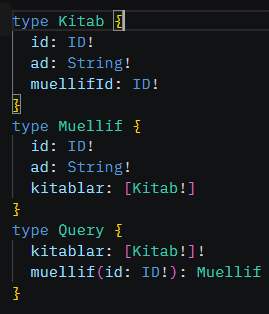 type Kitab {
  id: ID!
  ad: String!
  muellifId: ID!
}
type Muellif {
  id: ID!
  ad: String!
  kitablar: [Kitab!]
}
type Query {
  kitablar: [Kitab!]!
  muellif(id: ID!): Muellif
}